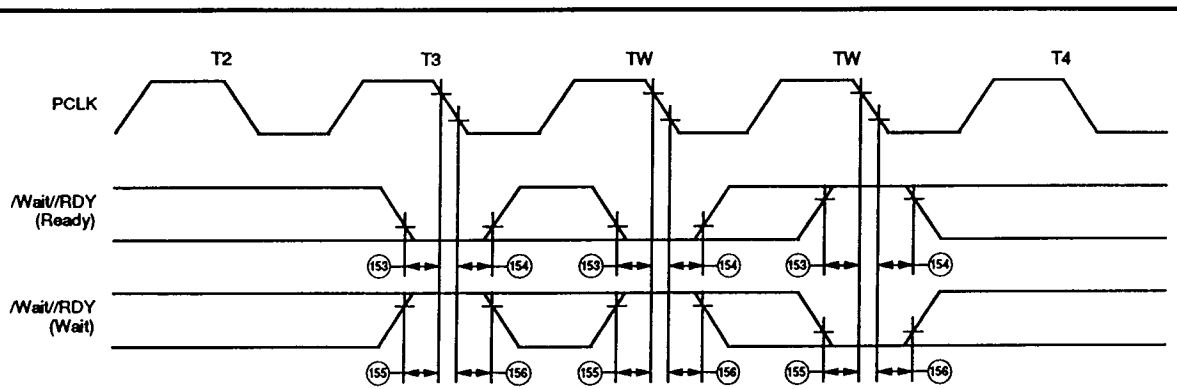 T2 T3 TW TW T4
PCLK
/Wait//RDY
(Ready)
153 154 153 154 153 154
/Wait//RDY
(Wait)
155 156 155 156 155 156